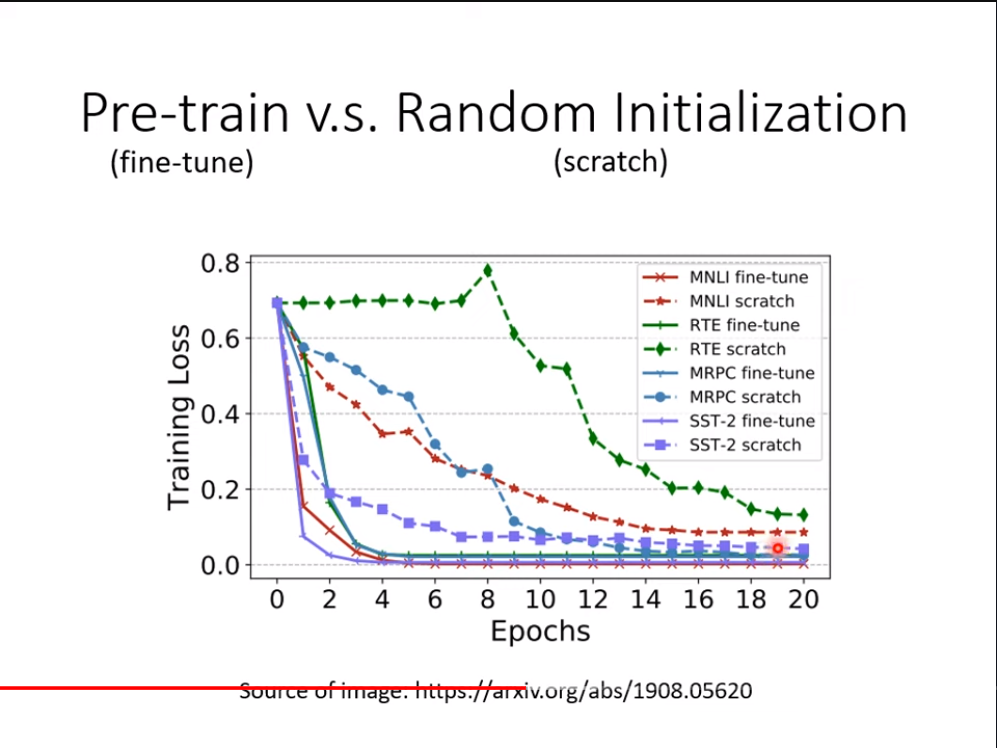 Pre-train v.s. Random Initialization
(fine-tune) (scratch)
0.8
0.6
0.4
0.2
0.0
Training Loss
MNLI fine-tune
MNLI scratch
RTE fine-tune
RTE scratch
MRPC fine-tune
MRPC scratch
SST-2 fine-tune
SST-2 scratch
0 2 4 6 8 10 12 14 16 18 20
Epochs
Source of image: https://arxiv.org/abs/1908.05620